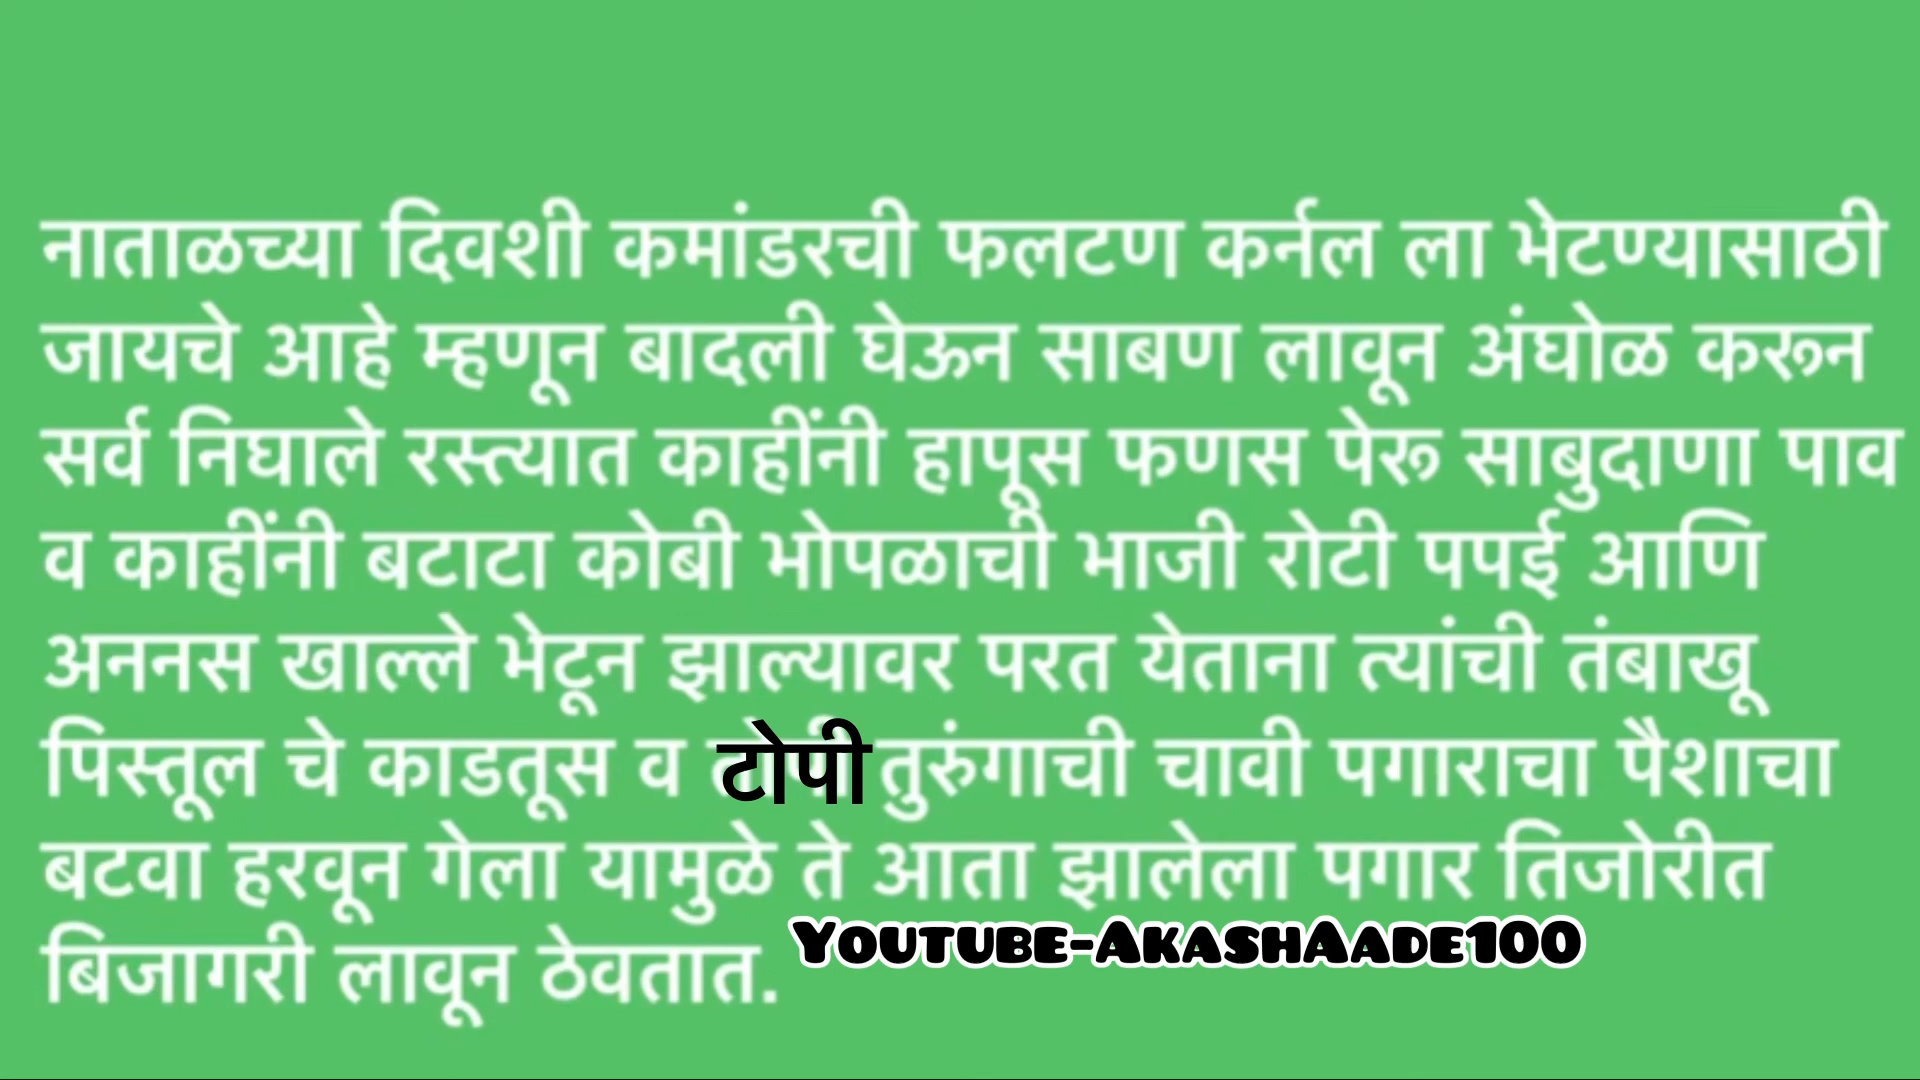 नाताळच्या दिवशी कमांडरची फलटण कर्नल ला भेटण्यासाठी
जायचे आहे म्हणून बादली घेऊन साबण लावून अंघोळ करून
सर्व निघाले रस्त्यात काहींनी हापूस फणस पेरू साबुदाणा पाव
व काहींनी बटाटा कोबी भोपळाची भाजी रोटी पपई आणि
अननस खाल्ले भेटून झाल्यावर परत येताना त्यांची तंबाखू
पिस्तूल चे काडतूस व टोपी तुरुंगाची चावी पगाराचा पैशाचा
बटवा हरवून गेला यामुळे ते आता झालेला पगार तिजोरीत
बिजागरी लावून ठेवतात.
Youtube-AkashAade100